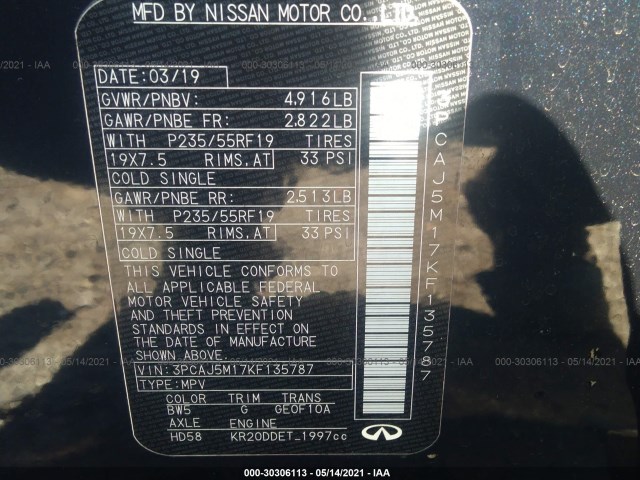 MFD BY NISSAN MOTOR CO.,LTD.
000-30306113 - 05/14/2021 - IAA
DATE: 03/19
GVWR/PNBV: 4,916LB
GAWR/PNBE FR: 2,822LB
WITH P235/55RF19 TIRES
19X7.5 RIMS,AT 33 PSI
COLD SINGLE
GAWR/PNBE RR: 2,513LB
WITH P235/55RF19 TIRES
19X7.5 RIMS,AT 33 PSI
COLD SINGLE
THIS VEHICLE CONFORMS TO
ALL APPLICABLE FEDERAL
MOTOR VEHICLE SAFETY
AND THEFT PREVENTION
STANDARDS IN EFFECT ON
THE DATE OF MANUFACTURE
SHOWN ABOVE.
VIN: 3PCAJ5M17KF135787
TYPE: MPV
COLOR TRIM TRANS
BW5 G GE0F10A
AXLE ENGINE
HD58 KR20DDET_1997cc
3PCAJ5M17KF135787
INFINITI
000-30306113 - 05/14/2021 - IAA
000-30306113 - 05/14/2021 - IAA
000-30306113 - 05/14/2021 - IAA
000-30306113 - 05/14/2021 - IAA